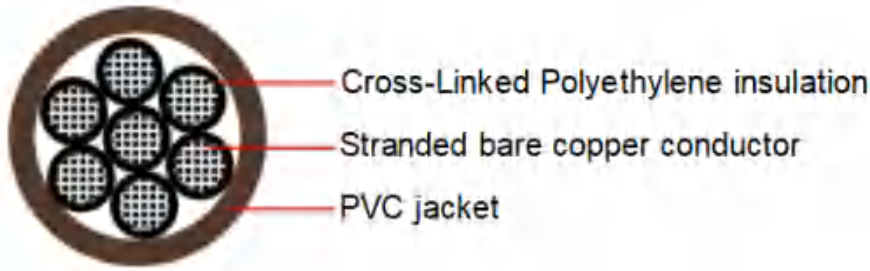 Cross-Linked Polyethylene insulation
Stranded bare copper conductor
PVC jacket